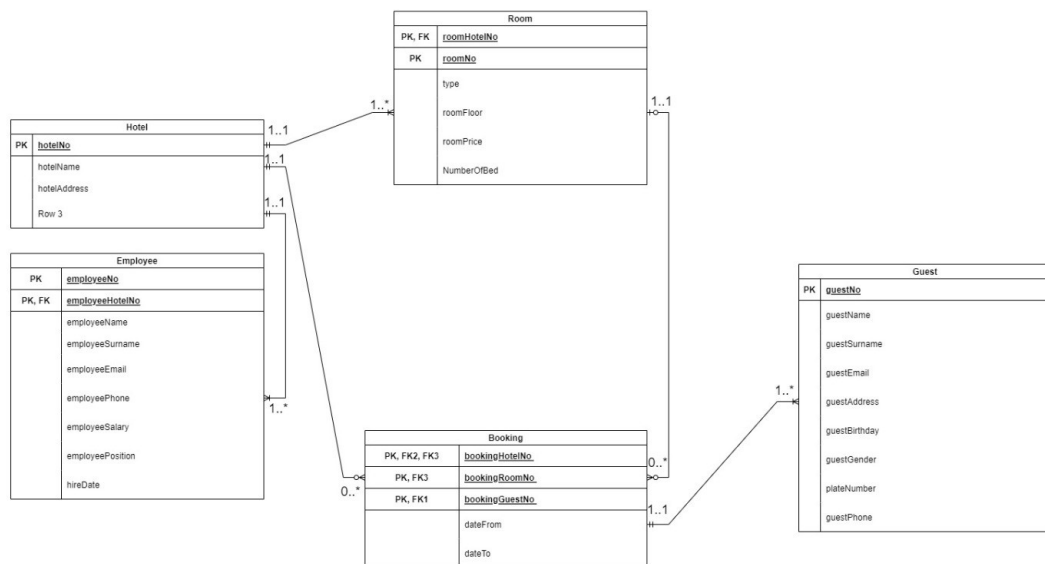 Room
PK, FK roomHotelNo
PK roomNo
type
roomFloor
roomPrice
NumberOfBed
1..*
1..1
Hotel
PK hotelNo
hotelName
hotelAddress
Row 3
1..1
1..1
1..1
Employee
PK employeeNo
PK, FK employeeHotelNo
employeeName
employeeSurname
employeeEmail
employeePhone
employeeSalary
employeePosition
hireDate
1..*
Guest
PK guestNo
guestName
guestSurname
guestEmail
guestAddress
guestBirthday
guestGender
plateNumber
guestPhone
1..*
Booking
PK, FK2, FK3 bookingHotelNo
PK, FK3 bookingRoomNo
PK, FK1 bookingGuestNo
dateFrom
dateTo
0..*
0..*
1..1